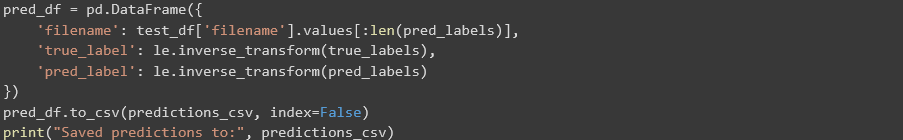 pred_df = pd.DataFrame({
    'filename': test_df['filename'].values[:len(pred_labels)],
    'true_label': le.inverse_transform(true_labels),
    'pred_label': le.inverse_transform(pred_labels)
})
pred_df.to_csv(predictions_csv, index=False)
print("Saved predictions to:", predictions_csv)